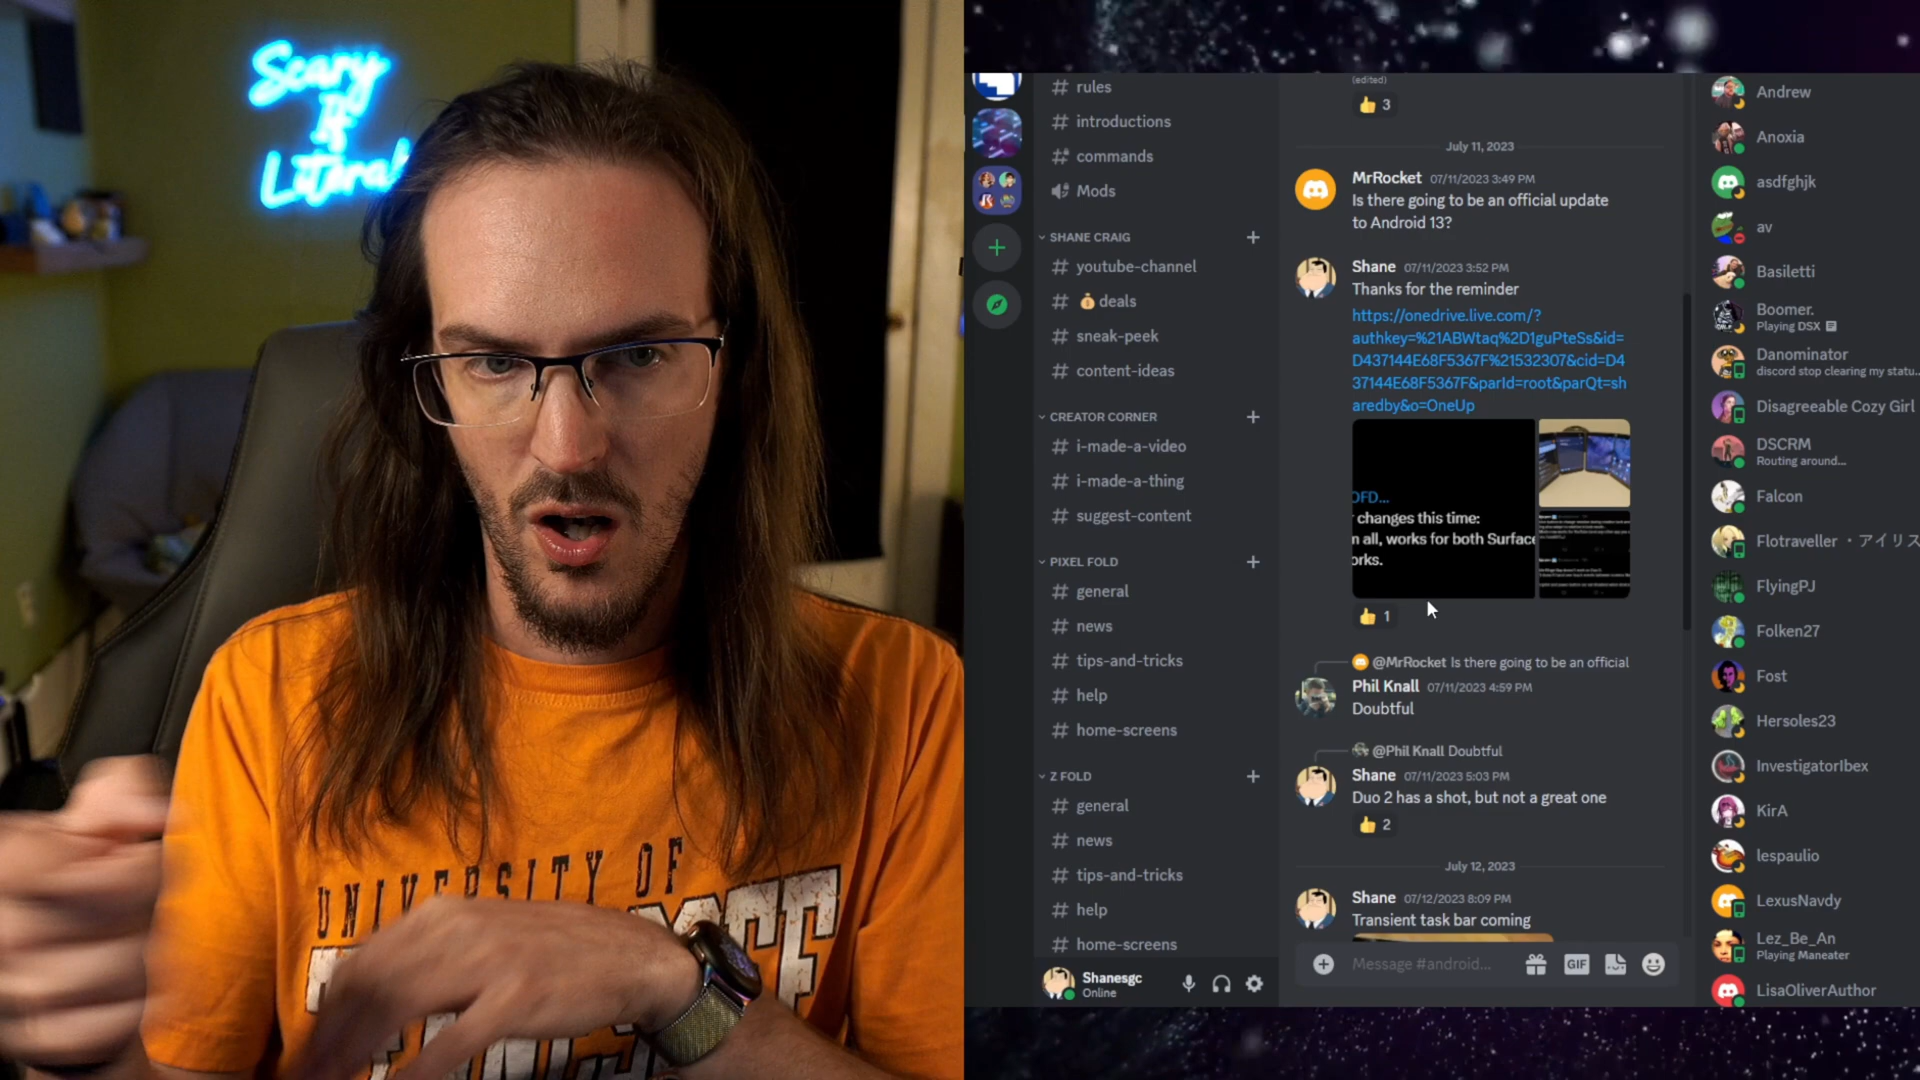 Scary
Is
Literal
UNIVERSITY OF
rules
introductions
commands
Mods
SHANE CRAIG
youtube-channel
deals
sneak-peek
content-ideas
CREATOR CORNER
i-made-a-video
i-made-a-thing
suggest-content
PIXEL FOLD
general
news
tips-and-tricks
help
home-screens
Z FOLD
general
news
tips-and-tricks
help
home-screens
Shanesgc
Online
(edited)
3
July 11, 2023
MrRocket 07/11/2023 3:49 PM
Is there going to be an official update
to Android 13?
Shane 07/11/2023 3:52 PM
Thanks for the reminder
https://onedrive.live.com/?
authkey=%21ABWtaq%2D1guPteSs&id=
D437144E68F5367F%21532307&cid=D4
37144E68F5367F&parId=root&parQt=sh
aredby&o=OneUp
DFD...
changes this time:
all, works for both Surface
orks.
1
@MrRocket Is there going to be an official
Phil Knall 07/11/2023 4:59 PM
Doubtful
@Phil Knall Doubtful
Shane 07/11/2023 5:03 PM
Duo 2 has a shot, but not a great one
2
July 12, 2023
Shane 07/12/2023 8:09 PM
Transient task bar coming
Message #android...
GIF
Andrew
Anoxia
asdfghjk
av
Basiletti
Boomer.
Playing DSX
Danominator
discord stop clearing my statu...
Disagreeable Cozy Girl
DSCRM
Routing around...
Falcon
Flotraveller ・アイリス
FlyingPJ
Folken27
Fost
Hersoles23
InvestigatorIbex
KirA
lespaulio
LexusNavdy
Lez_Be_An
Playing Maneater
LisaOliverAuthor